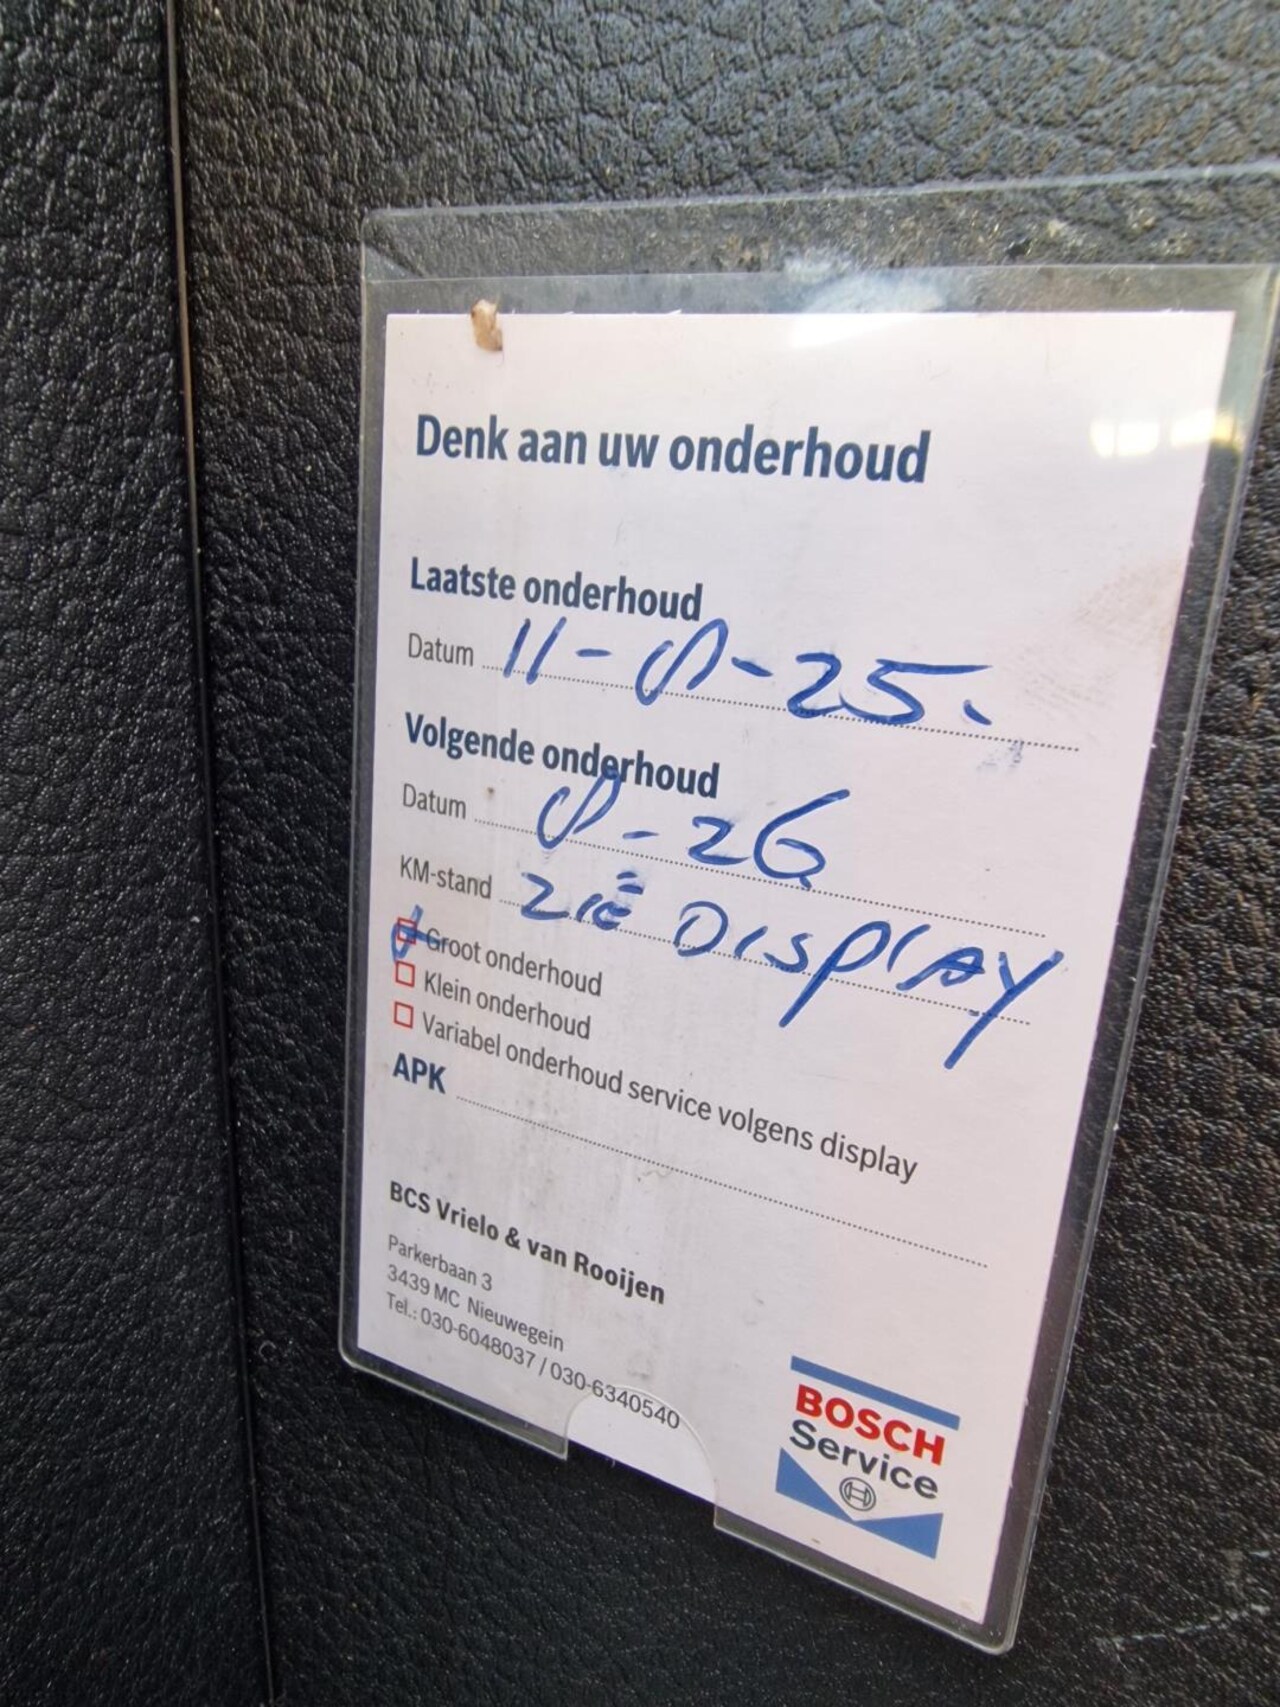 Denk aan uw onderhoud
Laatste onderhoud
Datum 11-8-25.
Volgende onderhoud
Datum 8-26
KM-stand ZIE DISPLAY
Groot onderhoud
Klein onderhoud
Variabel onderhoud service volgens display
APK
BCS Vrielo & van Rooijen
Parkerbaan 3
3439 MC Nieuwegein
Tel.: 030-6048037 / 030-6340540
BOSCH
Service